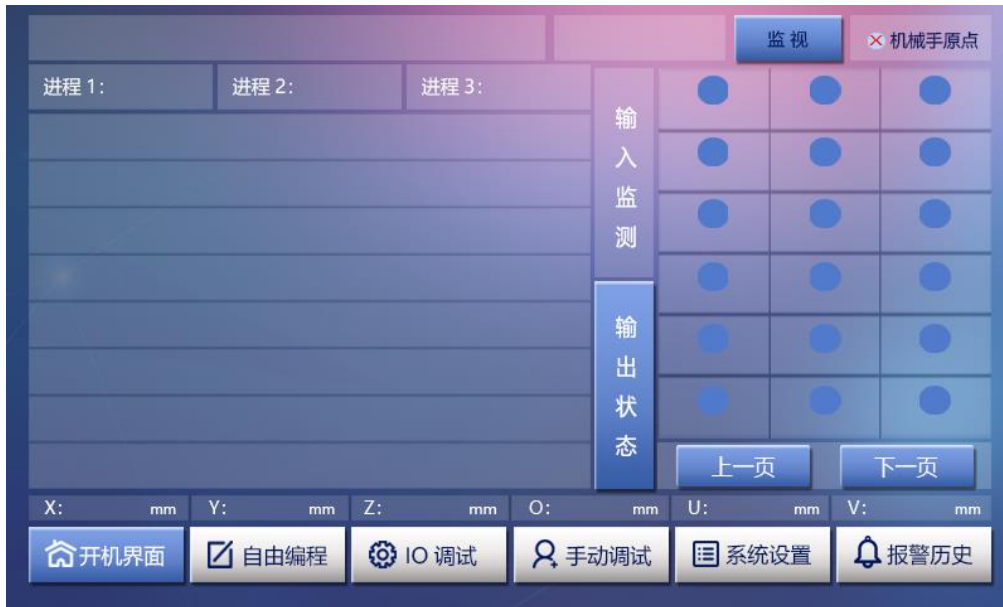 监 视
机械手原点
进程 1:
进程 2:
进程 3:
输入监测
输出状态
上一页
下一页
X: mm Y: mm Z: mm O: mm U: mm V: mm
开机界面 自由编程 IO 调试 手动调试 系统设置 报警历史